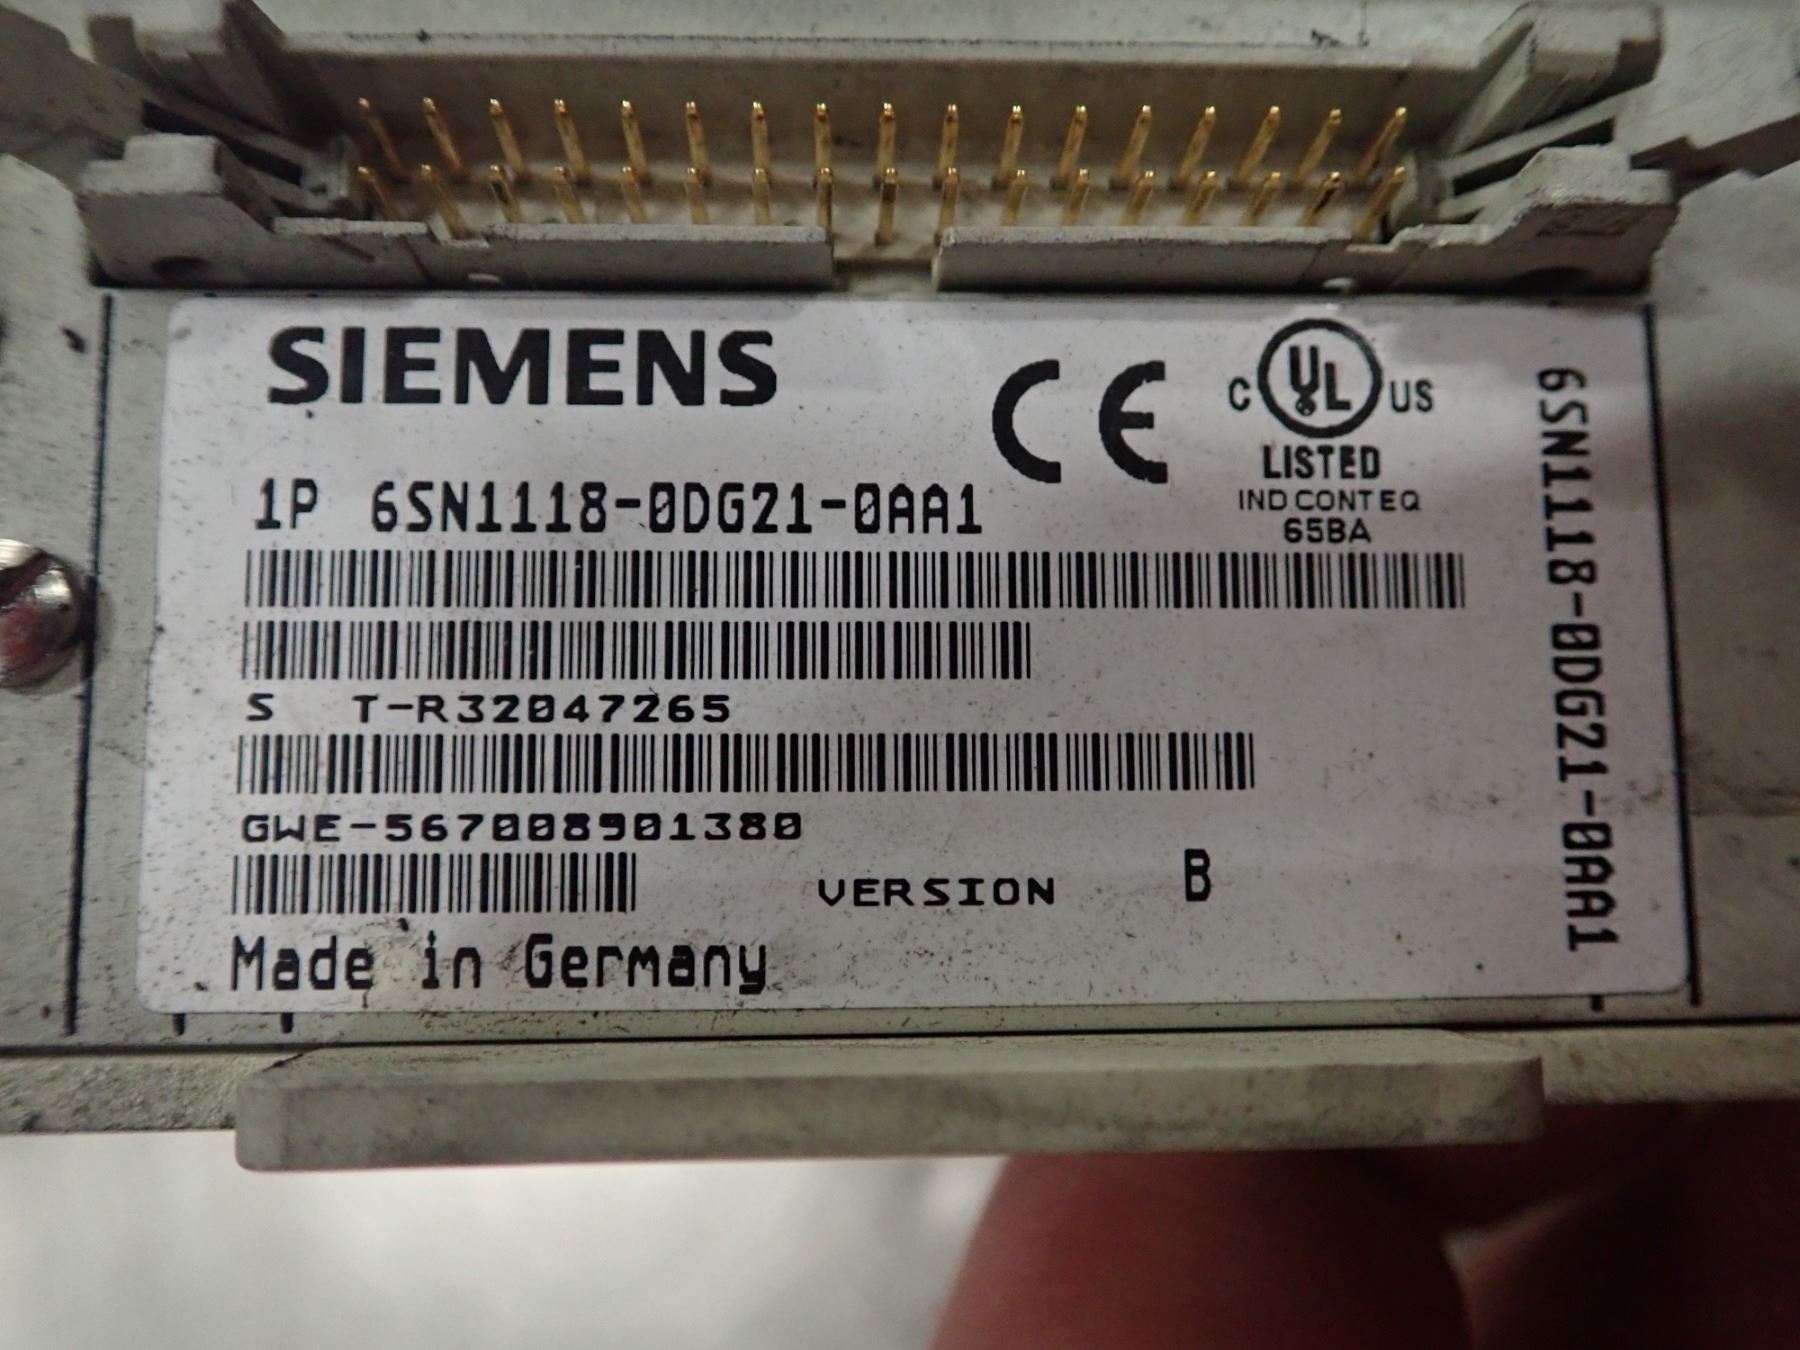 SIEMENS
CE
C UL US
LISTED
IND CONT EQ
65BA
1P 6SN1118-0DG21-0AA1
S T-R32047265
GWE-567008901380
VERSION B
Made in Germany
6SN1118-0DG21-0AA1